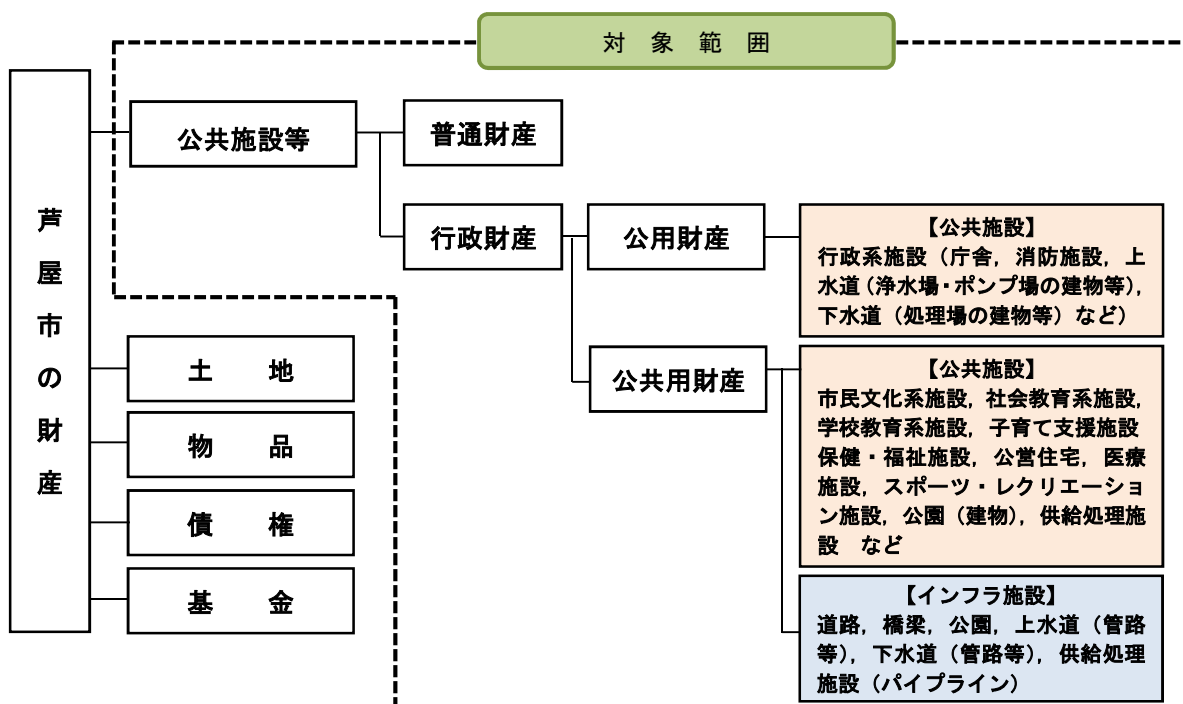 対 象 範 囲
芦屋市の財産
公共施設等
普通財産
行政財産
公用財産
【公共施設】
行政系施設（庁舎，消防施設，上
水道（浄水場・ポンプ場の建物等），
下水道（処理場の建物等）など）
公共用財産
【公共施設】
市民文化系施設，社会教育系施設，
学校教育系施設，子育て支援施設
保健・福祉施設，公営住宅，医療
施設，スポーツ・レクリエーショ
ン施設，公園（建物），供給処理施
設　など
【インフラ施設】
道路，橋梁，公園，上水道（管路
等），下水道（管路等），供給処理
施設（パイプライン）
土　　地
物　　品
債　　権
基　　金